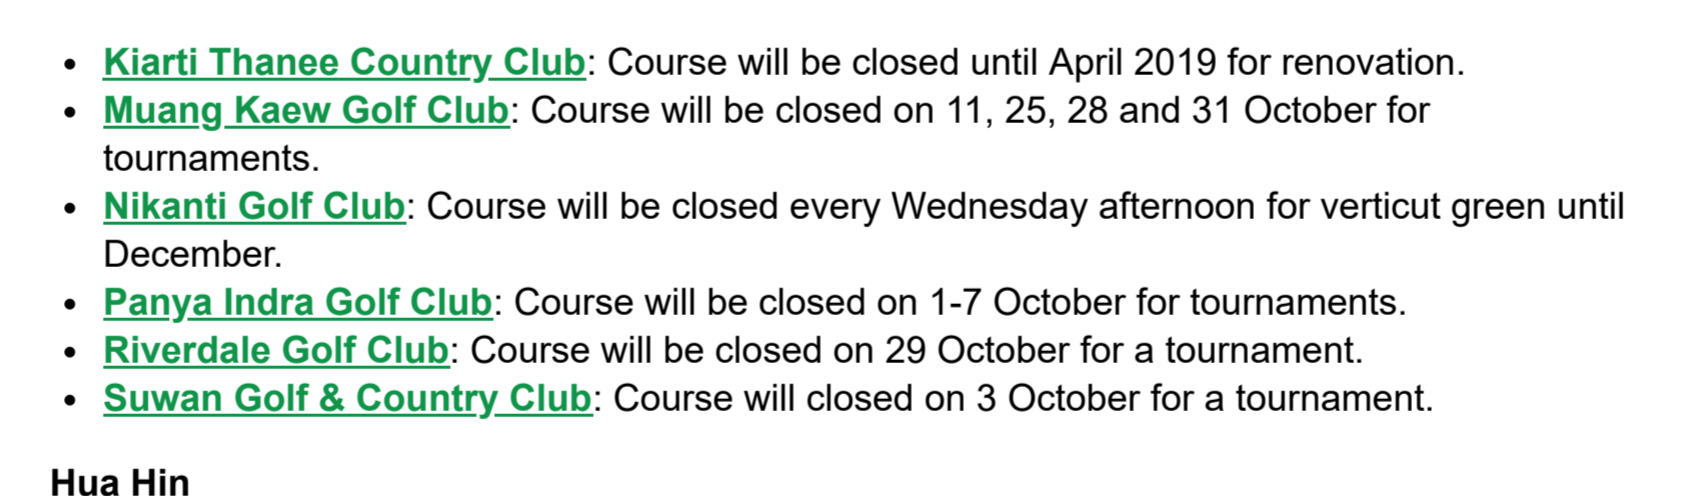 • Kiarti Thanee Country Club: Course will be closed until April 2019 for renovation.
• Muang Kaew Golf Club: Course will be closed on 11, 25, 28 and 31 October for
tournaments.
• Nikanti Golf Club: Course will be closed every Wednesday afternoon for verticut green until
December.
• Panya Indra Golf Club: Course will be closed on 1-7 October for tournaments.
• Riverdale Golf Club: Course will be closed on 29 October for a tournament.
• Suwan Golf & Country Club: Course will closed on 3 October for a tournament.
Hua Hin